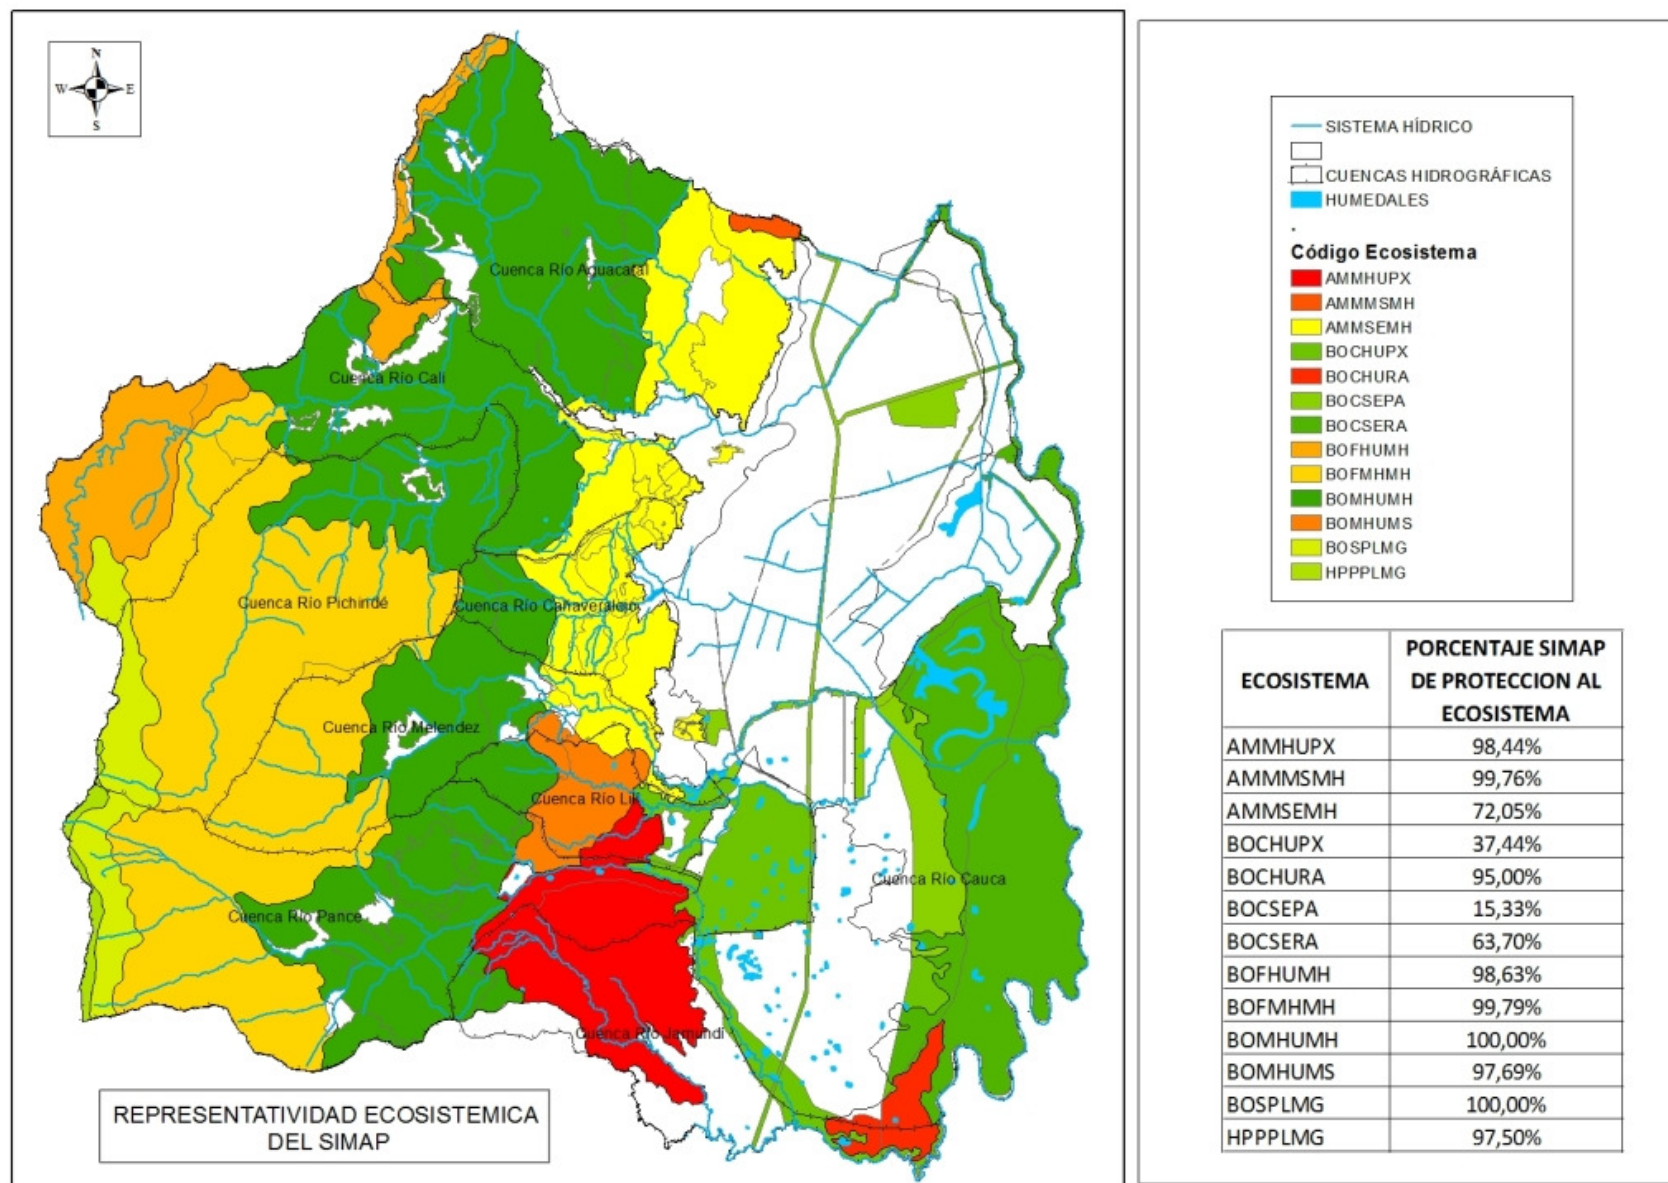 N
W E
S
Cuenca Río Aguacatal
Cuenca Río Cali
Cuenca Río Pichindé
Cuenca Río Cañaveralejo
Cuenca Río Melendez
Cuenca Río Lili
Cuenca Río Cauca
Cuenca Río Pance
Cuenca Río Jamundí
REPRESENTATIVIDAD ECOSISTEMICA
DEL SIMAP
SISTEMA HÍDRICO
CUENCAS HIDROGRÁFICAS
HUMEDALES
.
Código Ecosistema
AMMHUPX
AMMMSMH
AMMSEMH
BOCHUPX
BOCHURA
BOCSEPA
BOCSERA
BOFHUMH
BOFMHMH
BOMHUMH
BOMHUMS
BOSPLMG
HPPPLMG
ECOSISTEMA
PORCENTAJE SIMAP
DE PROTECCION AL
ECOSISTEMA
AMMHUPX 98,44%
AMMMSMH 99,76%
AMMSEMH 72,05%
BOCHUPX 37,44%
BOCHURA 95,00%
BOCSEPA 15,33%
BOCSERA 63,70%
BOFHUMH 98,63%
BOFMHMH 99,79%
BOMHUMH 100,00%
BOMHUMS 97,69%
BOSPLMG 100,00%
HPPPLMG 97,50%